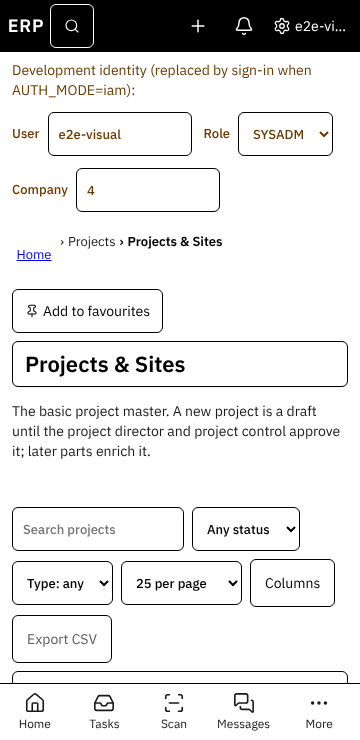 ERP
e2e-vi...
Development identity (replaced by sign-in when
AUTH_MODE=iam):
User e2e-visual Role SYSADM
Company 4
Home › Projects › Projects & Sites
Add to favourites
Projects & Sites
The basic project master. A new project is a draft
until the project director and project control approve
it; later parts enrich it.
Search projects Any status
Type: any 25 per page Columns
Export CSV
Home Tasks Scan Messages More